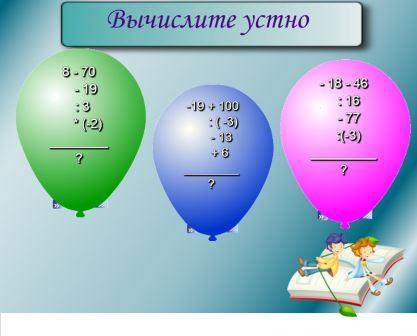 Вычислите устно
8 - 70
- 19
: 3
* (-2)
?
-19 + 100
: ( -3)
- 13
+ 6
?
- 18 - 46
: 16
- 77
:(-3)
?